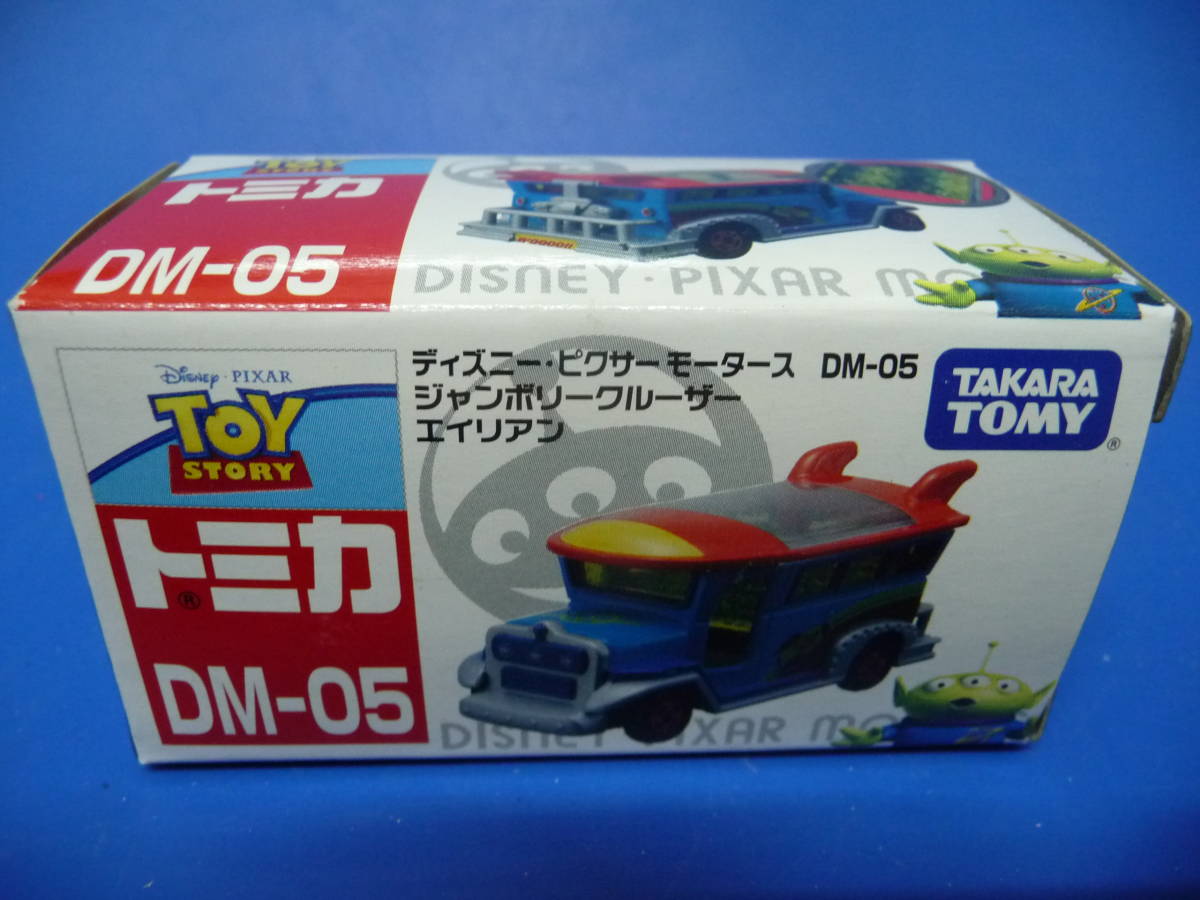 TOY
トミカ
DM-05
WOOOO!!
DISNEY・PIXAR MO
Disney・PIXAR
TOY
STORY
トミカ®
DM-05
ディズニー・ピクサーモータース DM-05
ジャンボリークルーザー
エイリアン
TAKARA
TOMY®
DISNEY・PIXAR MO